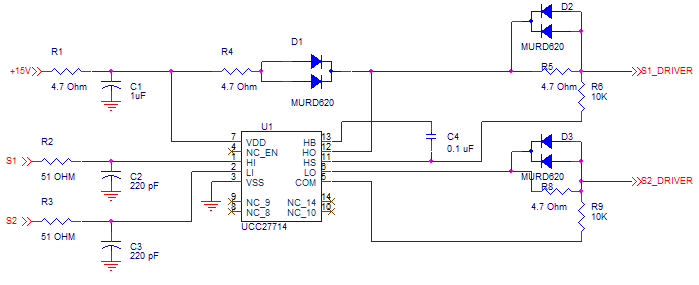 D2
MURD620
R1
R4
D1
+15V
S1_DRIVER
4.7 Ohm
C1
1uF
4.7 Ohm
MURD620
R5
4.7 Ohm
R6
10K
U1
C4
0.1 uF
R2
S1
51 OHM
C2
220 pF
7 VDD HB 13
4 NC_EN HO 12
1 HI HS 11
2 LI LO 6
3 VSS COM 5
9 NC_9 NC_14 14
8 NC_8 NC_10 10
UCC27714
D3
MURD620
R8
4.7 Ohm
S2_DRIVER
R9
10K
R3
S2
51 OHM
C3
220 pF